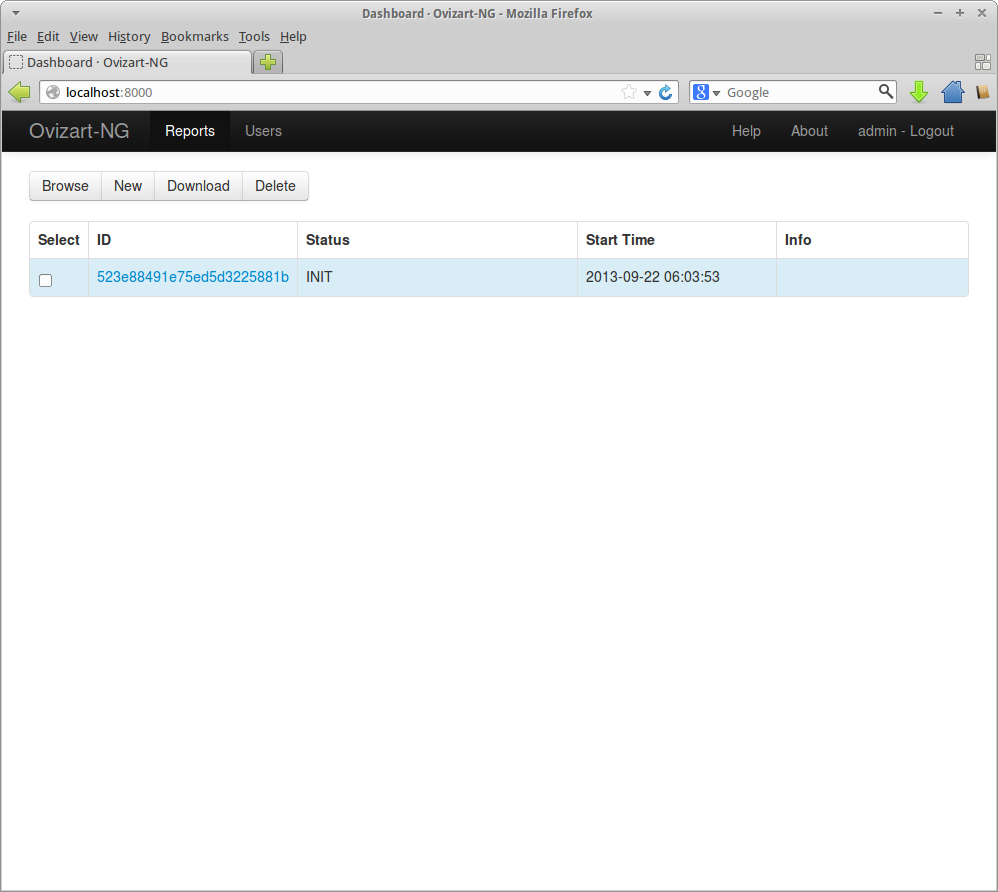 Dashboard · Ovizart-NG - Mozilla Firefox
File Edit View History Bookmarks Tools Help
Dashboard · Ovizart-NG
localhost:8000 8 Google
Ovizart-NG Reports Users Help About admin - Logout
Browse New Download Delete
Select ID Status Start Time Info
523e88491e75ed5d3225881b INIT 2013-09-22 06:03:53